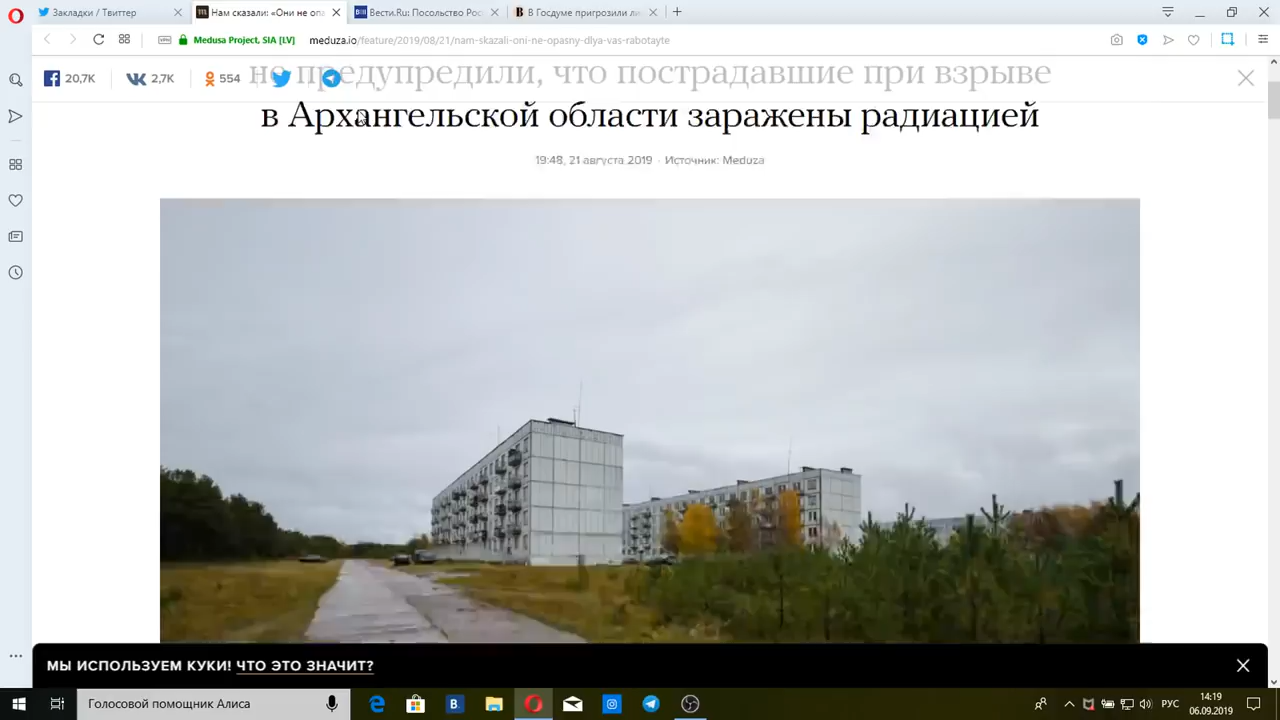 Закладки / Твиттер
Нам сказали: «Они не опа
Вести.Ru: Посольство Рос
В Госдуме пригрозили ли
VPN
Medusa Project, SIA [LV]
meduza.io/feature/2019/08/21/nam-skazali-oni-ne-opasny-dlya-vas-rabotayte
20,7K
2,7K
554
не предупредили, что пострадавшие при взрыве
в Архангельской области заражены радиацией
19:48, 21 августа 2019 · Источник: Meduza
МЫ ИСПОЛЬЗУЕМ КУКИ! ЧТО ЭТО ЗНАЧИТ?
Голосовой помощник Алиса
РУС
14:19
06.09.2019